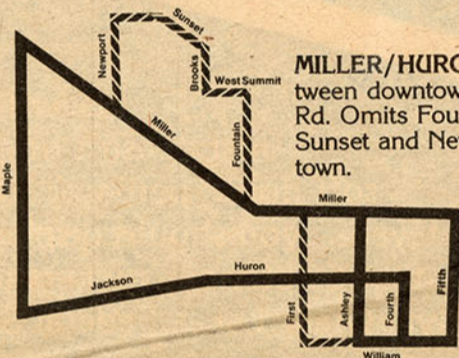 Sunset
Newport
Brooks
West Summit
MILLER/HURO
tween downtow
Rd. Omits Fou
Sunset and Ne
town.
Miller
Fountain
Maple
Miller
Huron
Jackson
First
Ashley
Fourth
Fifth
William